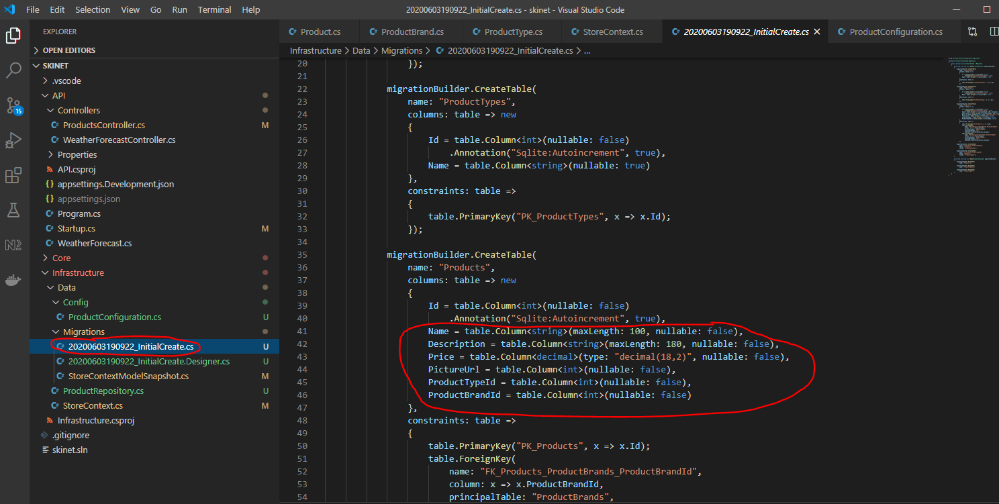 File Edit Selection View Go Run Terminal Help 20200603190922_InitialCreate.cs - skinet - Visual Studio Code
EXPLORER
OPEN EDITORS
SKINET
.vscode
API
Controllers
ProductsController.cs M
WeatherForecastController.cs
Properties
API.csproj
{} appsettings.Development.json
{} appsettings.json
Program.cs
Startup.cs M
WeatherForecast.cs
Core
Infrastructure
Data
Config
ProductConfiguration.cs U
Migrations
20200603190922_InitialCreate.cs U
20200603190922_InitialCreate.Designer.cs U
StoreContextModelSnapshot.cs M
ProductRepository.cs U
StoreContext.cs M
Infrastructure.csproj
.gitignore
skinet.sln
15
N2
Product.cs ProductBrand.cs ProductType.cs StoreContext.cs 20200603190922_InitialCreate.cs ProductConfiguration.cs
Infrastructure > Data > Migrations > 20200603190922_InitialCreate.cs > ...
20 });
21
22 migrationBuilder.CreateTable(
23 name: "ProductTypes",
24 columns: table => new
25 {
26 Id = table.Column<int>(nullable: false)
27 .Annotation("Sqlite:Autoincrement", true),
28 Name = table.Column<string>(nullable: true)
29 },
30 constraints: table =>
31 {
32 table.PrimaryKey("PK_ProductTypes", x => x.Id);
33 });
34
35 migrationBuilder.CreateTable(
36 name: "Products",
37 columns: table => new
38 {
39 Id = table.Column<int>(nullable: false)
40 .Annotation("Sqlite:Autoincrement", true),
41 Name = table.Column<string>(maxLength: 100, nullable: false),
42 Description = table.Column<string>(maxLength: 180, nullable: false),
43 Price = table.Column<decimal>(type: "decimal(18,2)", nullable: false),
44 PictureUrl = table.Column<int>(nullable: false),
45 ProductTypeId = table.Column<int>(nullable: false),
46 ProductBrandId = table.Column<int>(nullable: false)
47 },
48 constraints: table =>
49 {
50 table.PrimaryKey("PK_Products", x => x.Id);
51 table.ForeignKey(
52 name: "FK_Products_ProductBrands_ProductBrandId",
53 column: x => x.ProductBrandId,
54 principalTable: "ProductBrands",